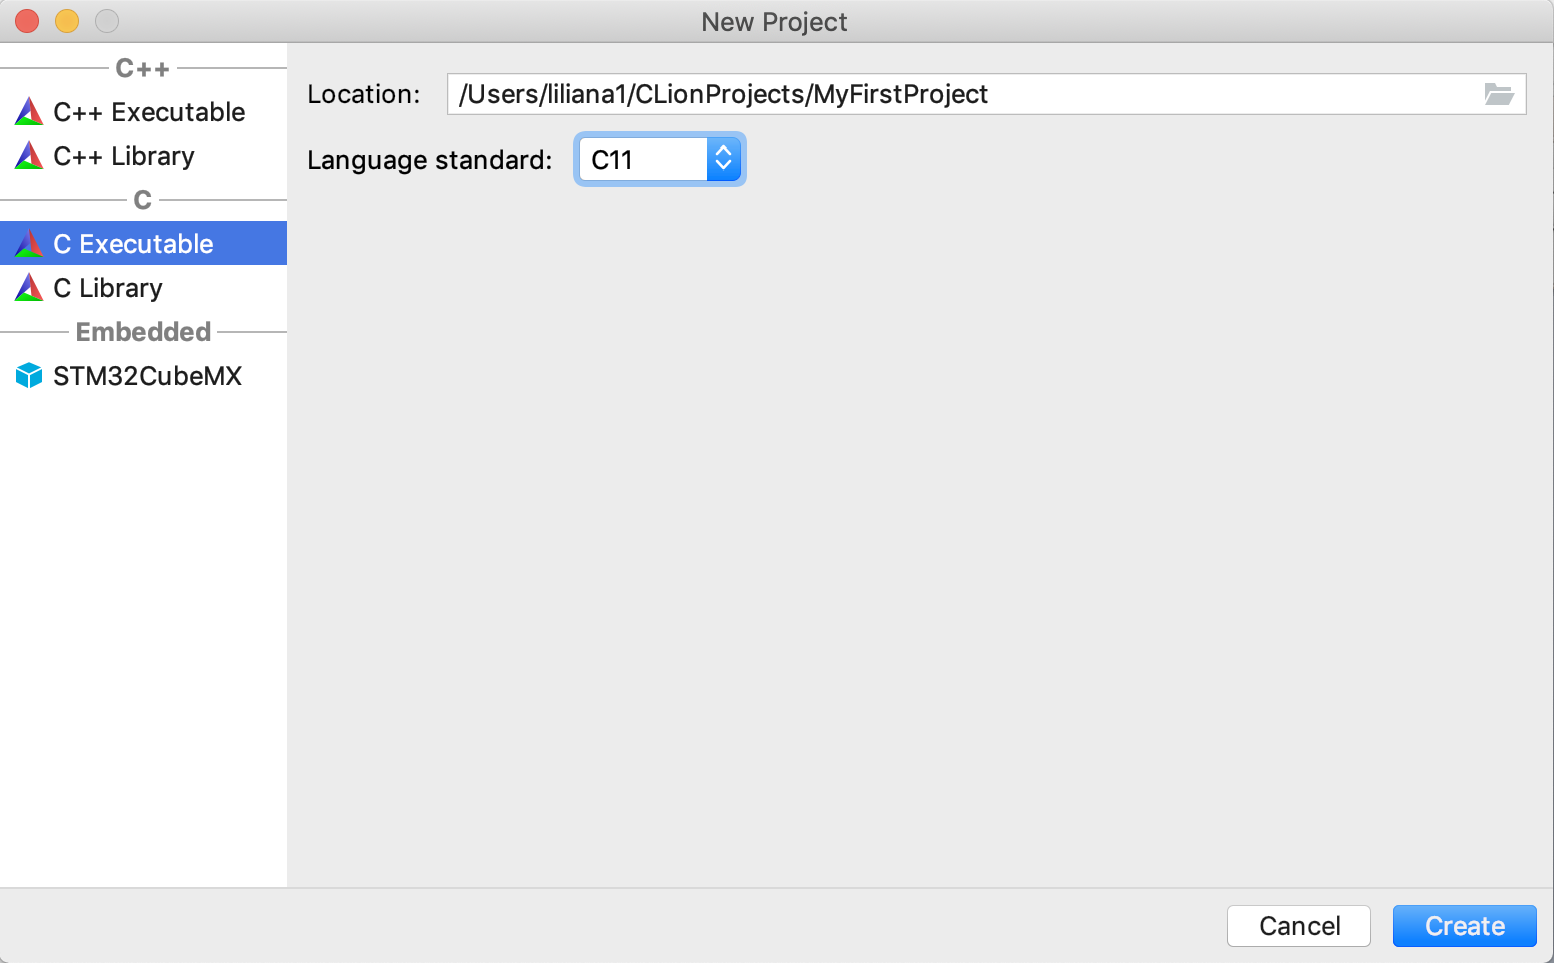 New Project
C++
C++ Executable
C++ Library
C
C Executable
C Library
Embedded
STM32CubeMX
Location: /Users/liliana1/CLionProjects/MyFirstProject
Language standard: C11
Cancel Create